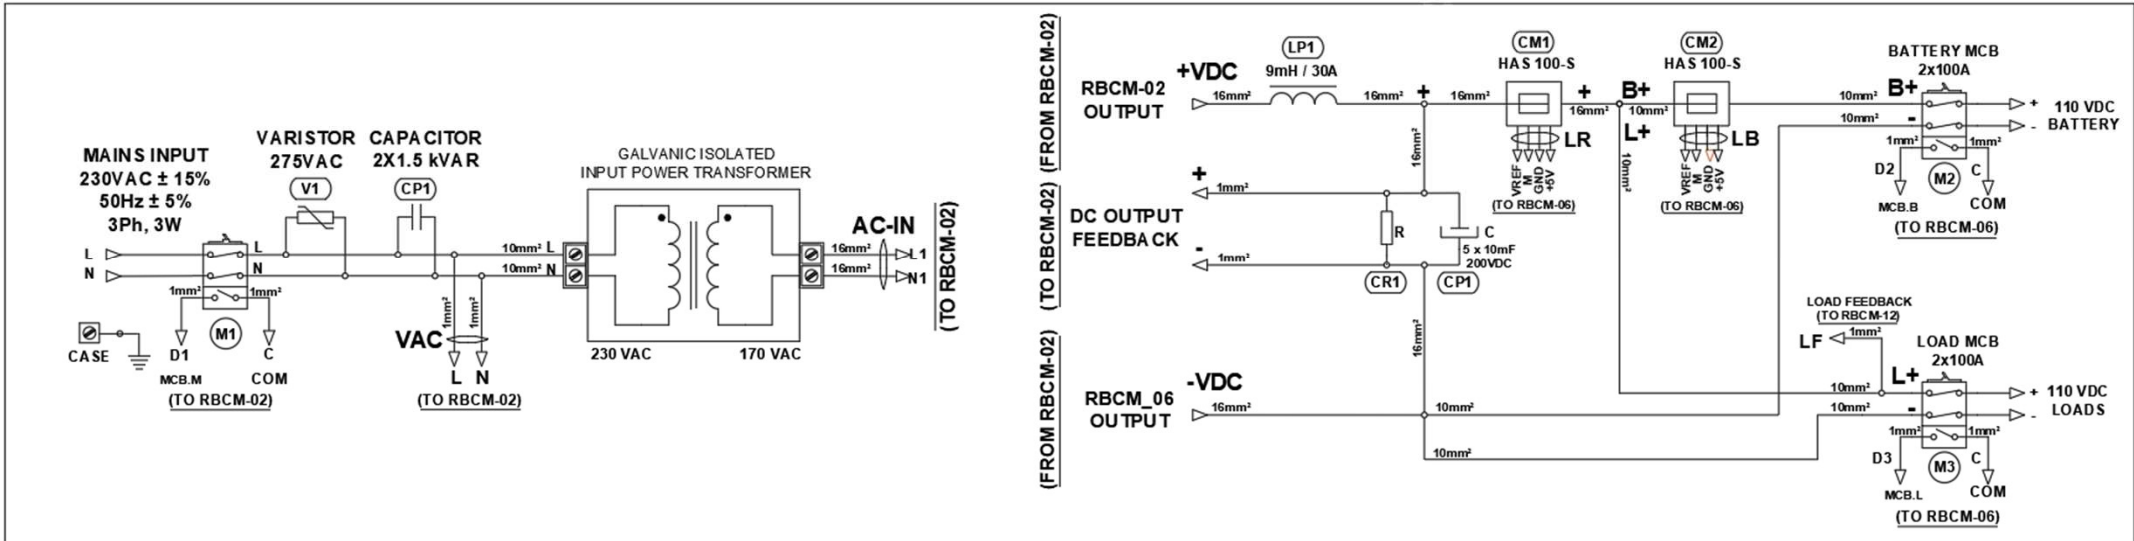 MAINS INPUT
230VAC ± 15%
50Hz ± 5%
3Ph, 3W
VARISTOR
275VAC
V1
CAPACITOR
2X1.5 kVAR
CP1
GALVANIC ISOLATED
INPUT POWER TRANSFORMER
L
N
L
N
1mm²
1mm²
M1
D1
MCB.M
C
COM
(TO RBCM-02)
CASE
1mm²
1mm²
VAC
L N
(TO RBCM-02)
10mm² L
10mm² N
230 VAC
170 VAC
16mm²
16mm²
AC-IN
L1
N1
(TO RBCM-02)
(FROM RBCM-02)
RBCM-02
OUTPUT
+VDC
16mm²
LP1
9mH / 30A
16mm²
+
16mm²
CM1
HAS 100-S
+
16mm²
LR
VREF
M
GND
+5V
(TO RBCM-06)
B+
10mm²
L+
10mm²
CM2
HAS 100-S
LB
VREF
M
GND
+5V
(TO RBCM-06)
BATTERY MCB
2x100A
10mm²
B+
10mm²
-
+
-
110 VDC
BATTERY
1mm²
1mm²
D2
MCB.B
M2
C
COM
(TO RBCM-06)
(TO RBCM-02)
DC OUTPUT
FEEDBACK
+
1mm²
-
1mm²
16mm²
R
CR1
C
5 x 10mF
200VDC
CP1
16mm²
(FROM RBCM-02)
RBCM_06
OUTPUT
-VDC
16mm²
10mm²
10mm²
LOAD FEEDBACK
(TO RBCM-12)
1mm²
LF
LOAD MCB
2x100A
10mm²
L+
10mm²
-
+
-
110 VDC
LOADS
1mm²
1mm²
D3
MCB.L
M3
C
COM
(TO RBCM-06)